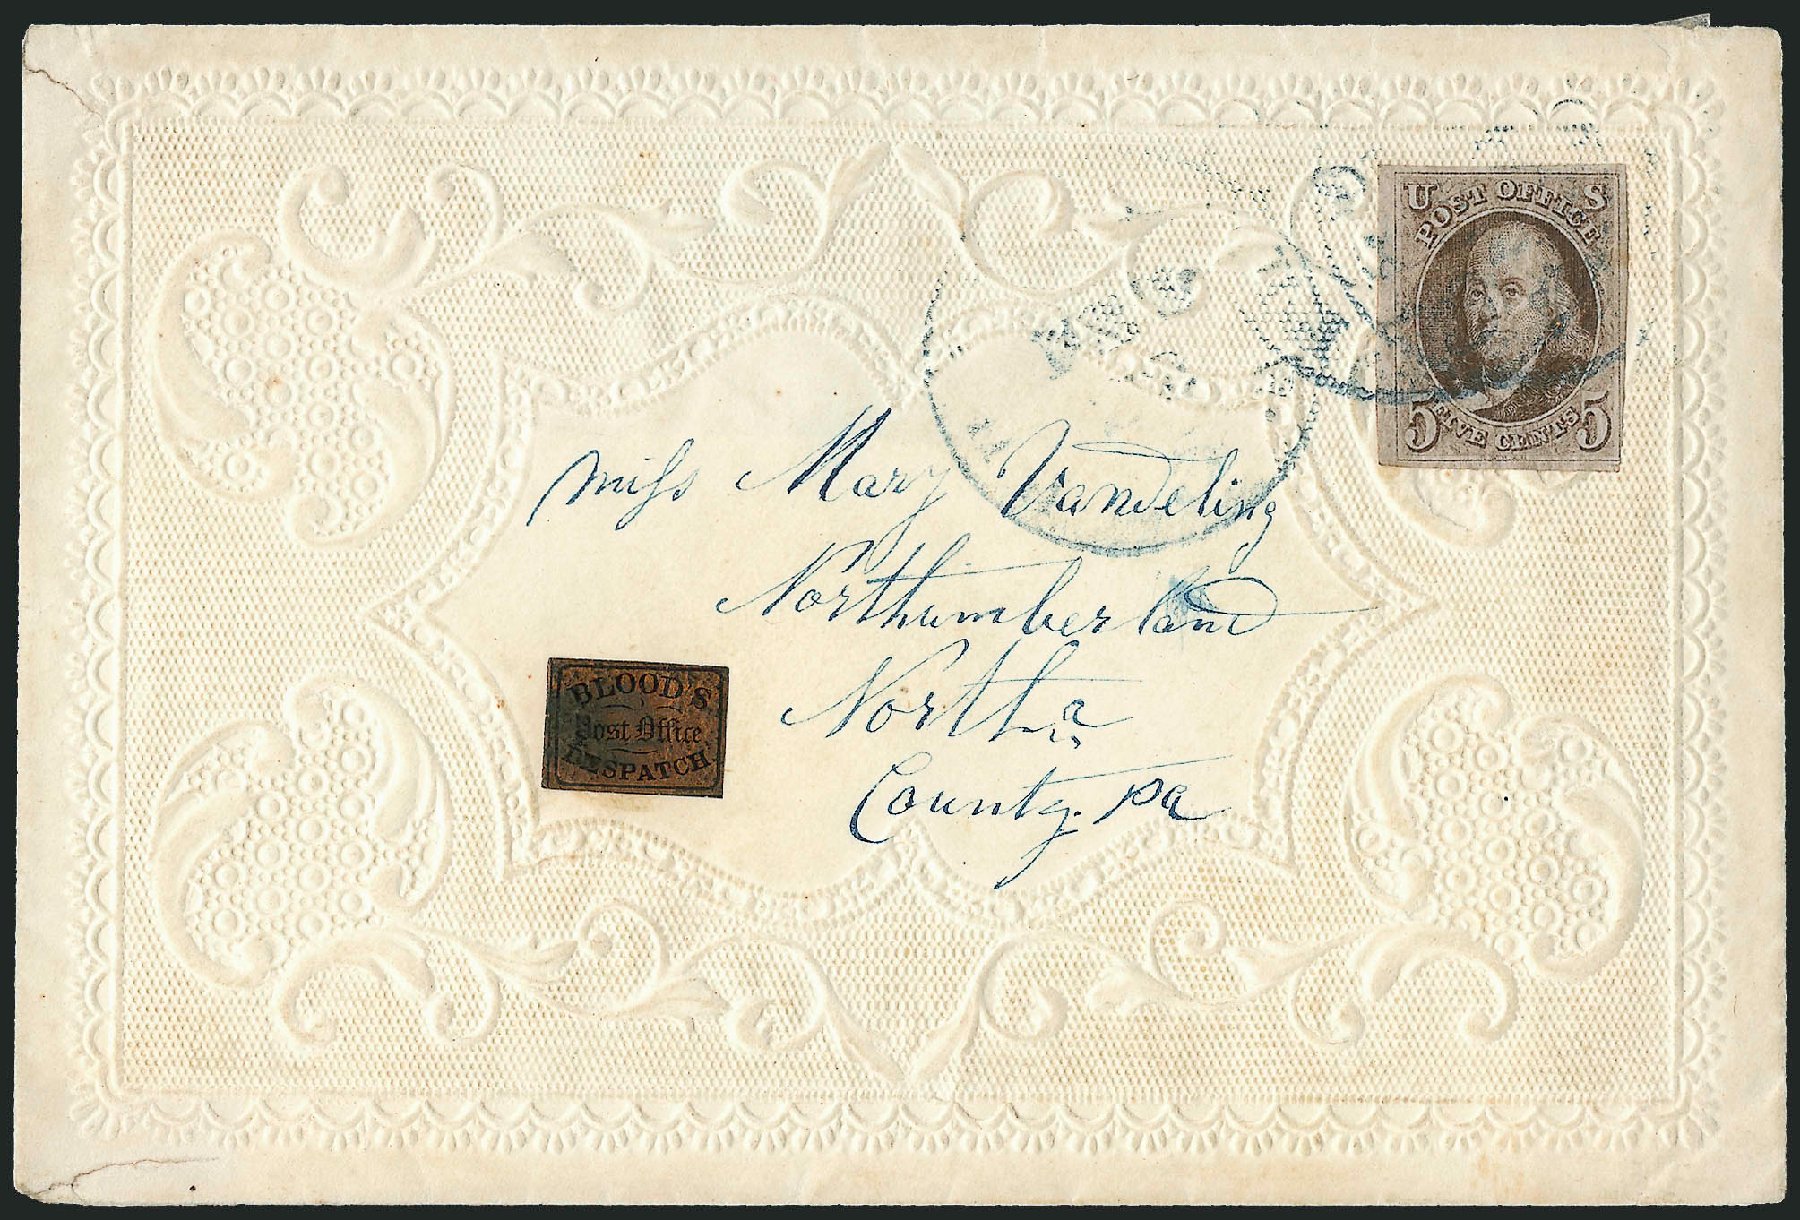 U S
POST OFFICE
5 FIVE CENTS 5
Miss Mary Vandeling
Northumberland
North a
County. Pa
BLOOD'S
Post Office
DESPATCH